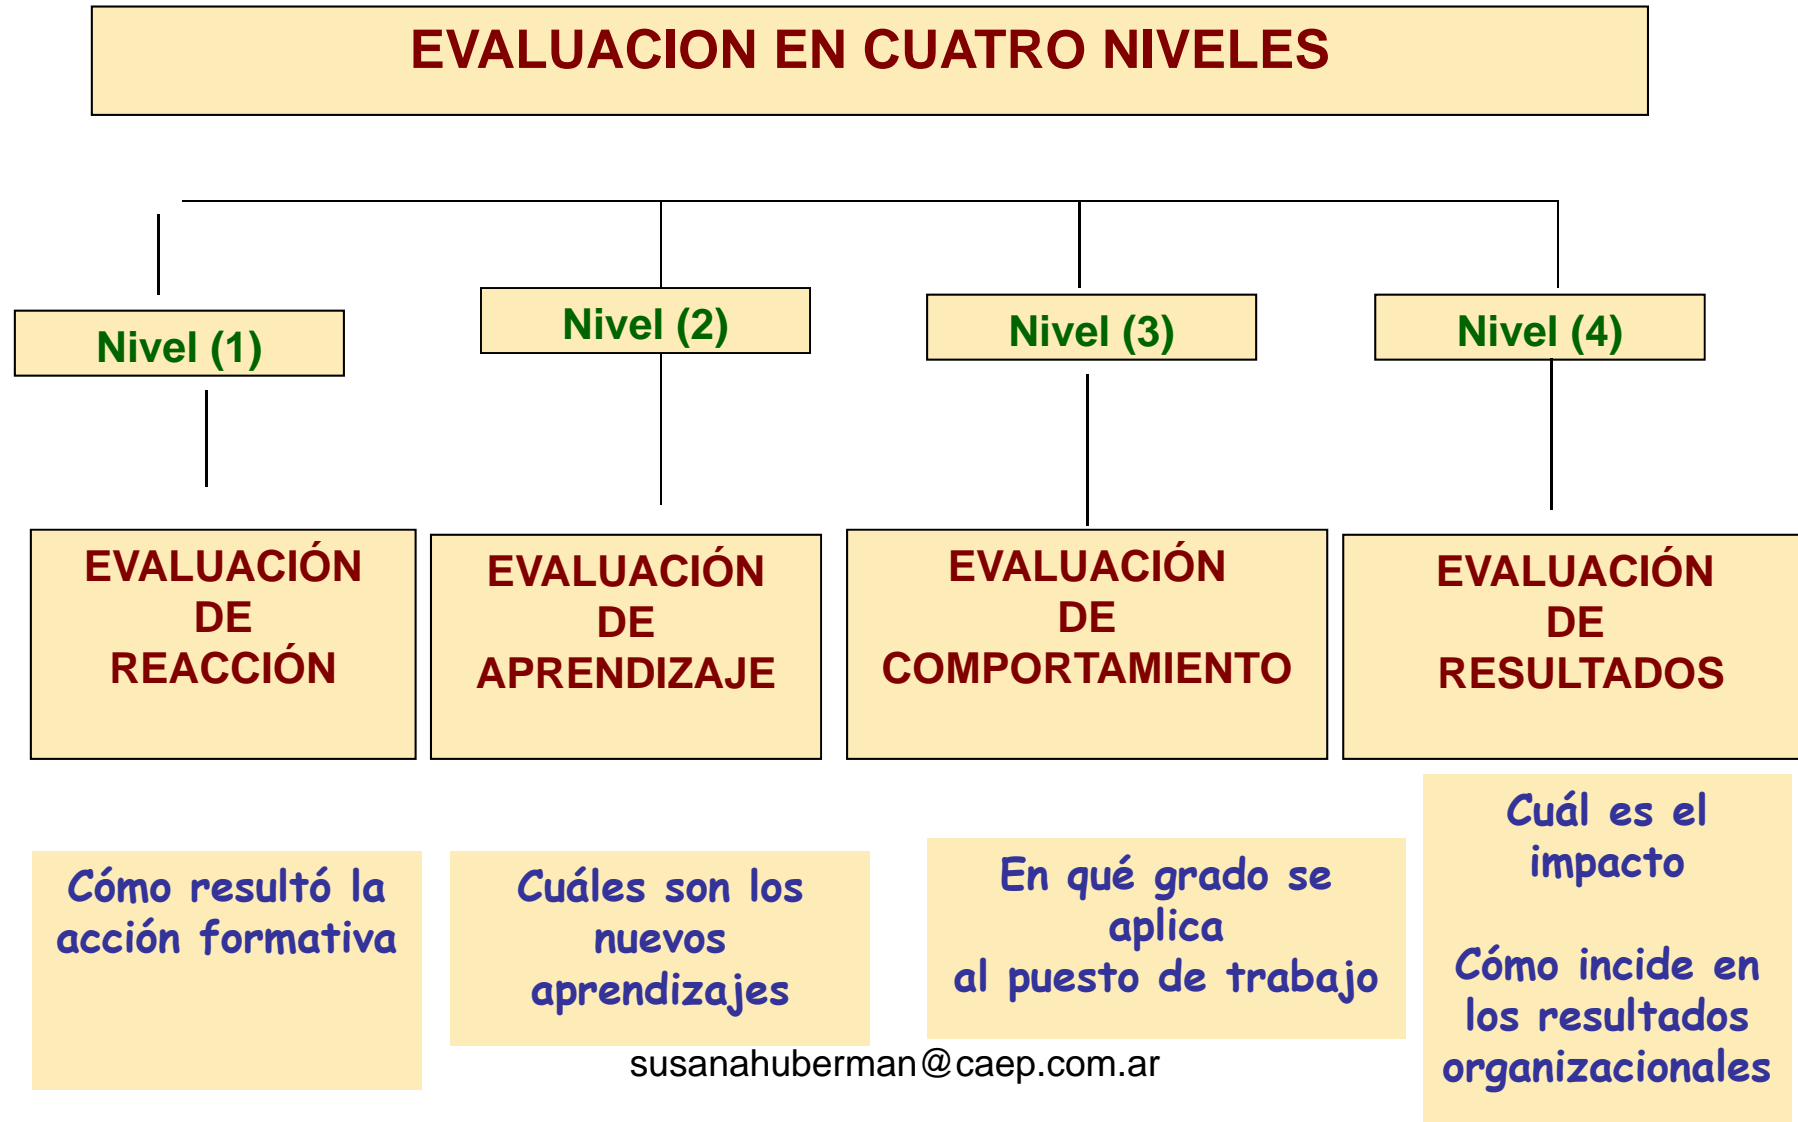 EVALUACION EN CUATRO NIVELES
Nivel (1)
Nivel (2)
Nivel (3)
Nivel (4)
EVALUACIÓN
DE
REACCIÓN
EVALUACIÓN
DE
APRENDIZAJE
EVALUACIÓN
DE
COMPORTAMIENTO
EVALUACIÓN
DE
RESULTADOS
Cómo resultó la
acción formativa
Cuáles son los
nuevos
aprendizajes
En qué grado se
aplica
al puesto de trabajo
Cuál es el
impacto
Cómo incide en
los resultados
organizacionales
susanahuberman@caep.com.ar